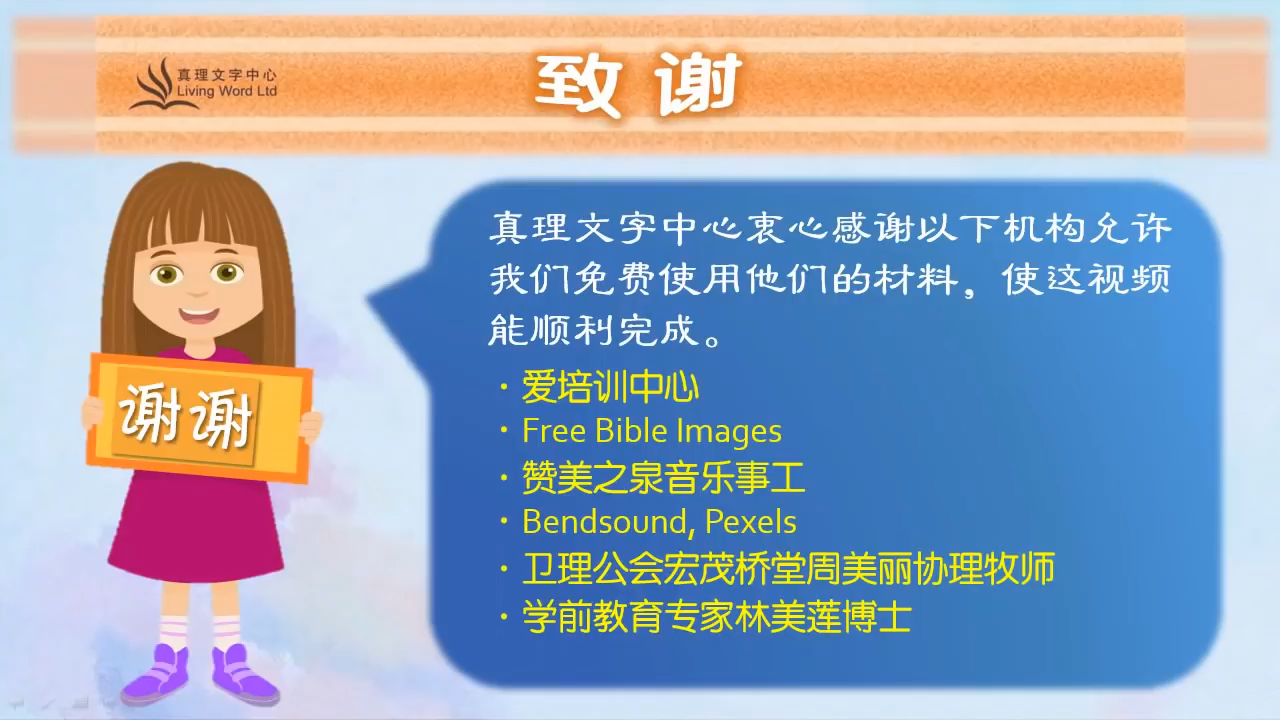 真理文字中心
Living Word Ltd
致谢
真理文字中心衷心感谢以下机构允许
我们免费使用他们的材料，使这视频
能顺利完成。
· 爱培训中心
· Free Bible Images
· 赞美之泉音乐事工
· Bendsound, Pexels
· 卫理公会宏茂桥堂周美丽协理牧师
· 学前教育专家林美莲博士
谢谢